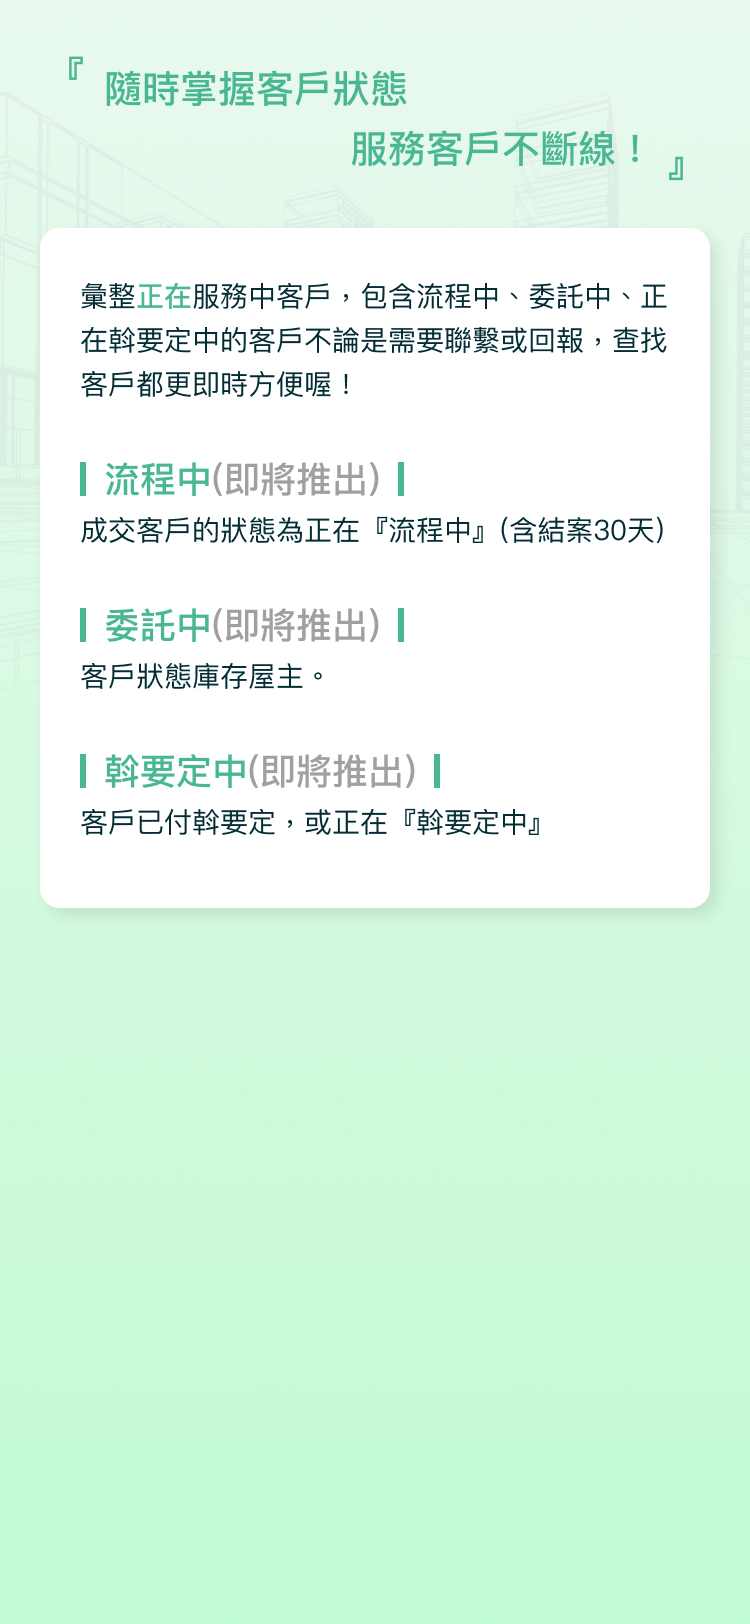 『 隨時掌握客戶狀態
服務客戶不斷線！ 』
彙整正在服務中客戶，包含流程中、委託中、正
在斡要定中的客戶不論是需要聯繫或回報，查找
客戶都更即時方便喔！
流程中(即將推出)
成交客戶的狀態為正在『流程中』(含結案30天)
委託中(即將推出)
客戶狀態庫存屋主。
斡要定中(即將推出)
客戶已付斡要定，或正在『斡要定中』